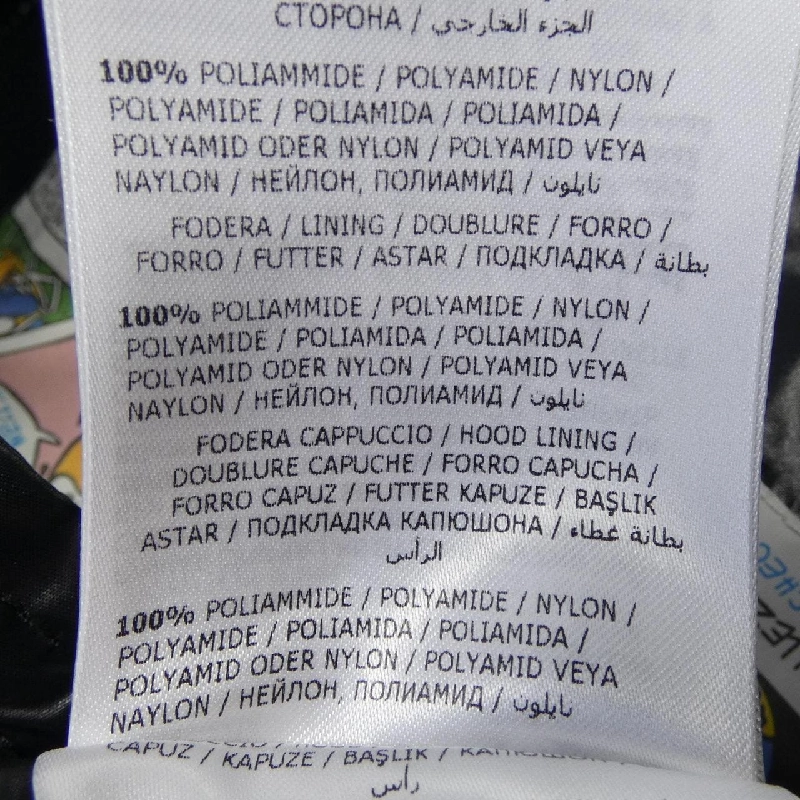 СТОРОНА / الجزء الخارجي
100% POLIAMMIDE / POLYAMIDE / NYLON /
POLYAMIDE / POLIAMIDA / POLIAMIDA /
POLYAMID ODER NYLON / POLYAMID VEYA
NAYLON / НЕЙЛОН, ПОЛИАМИД / نايلون
FODERA / LINING / DOUBLURE / FORRO /
FORRO / FUTTER / ASTAR / ПОДКЛАДКА / بطانة
100% POLIAMMIDE / POLYAMIDE / NYLON /
POLYAMIDE / POLIAMIDA / POLIAMIDA /
POLYAMID ODER NYLON / POLYAMID VEYA
NAYLON / НЕЙЛОН, ПОЛИАМИД / نايلون
FODERA CAPPUCCIO / HOOD LINING /
DOUBLURE CAPUCHE / FORRO CAPUCHA /
FORRO CAPUZ / FUTTER KAPUZE / BAŞLIK
ASTAR / ПОДКЛАДКА КАПЮШОНА / بطانة غطاء
الرأس
100% POLIAMMIDE / POLYAMIDE / NYLON /
POLYAMIDE / POLIAMIDA / POLIAMIDA /
POLYAMID ODER NYLON / POLYAMID VEYA
NAYLON / НЕЙЛОН, ПОЛИАМИД / نايلون
CAPUZ / KAPUZE / BAŞLIK /
رأس